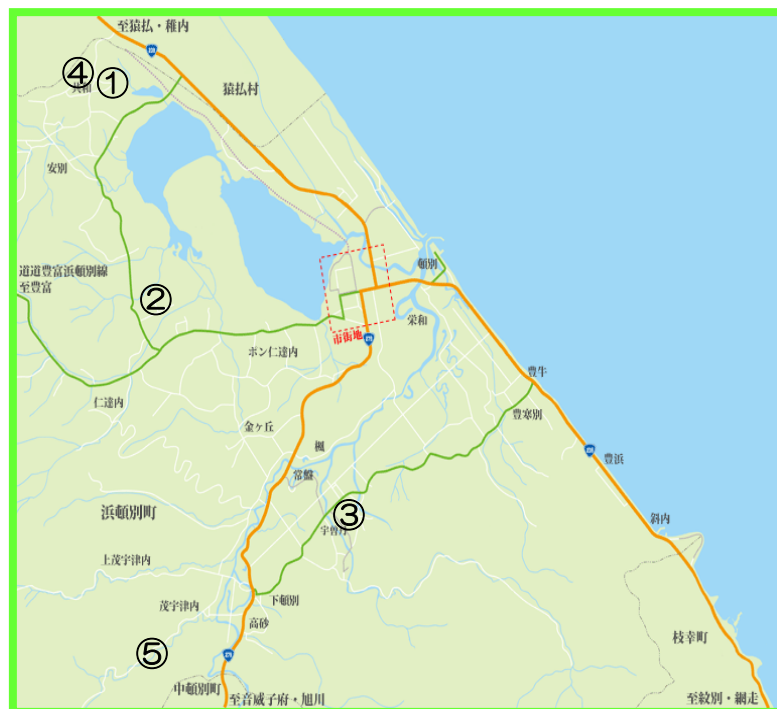 至猿払・稚内
238
④
①
共和
猿払村
安別
道道豊富浜頓別線
至豊富
頓別
②
栄和
市街地
275
ポン仁達内
豊牛
仁達内
豊寒別
金ヶ丘
楓
238
豊浜
常盤
浜頓別町
③
宇曽丹
斜内
上茂宇津内
下頓別
茂宇津内
高砂
枝幸町
⑤
275
中頓別町
至音威子府・旭川
至紋別・網走